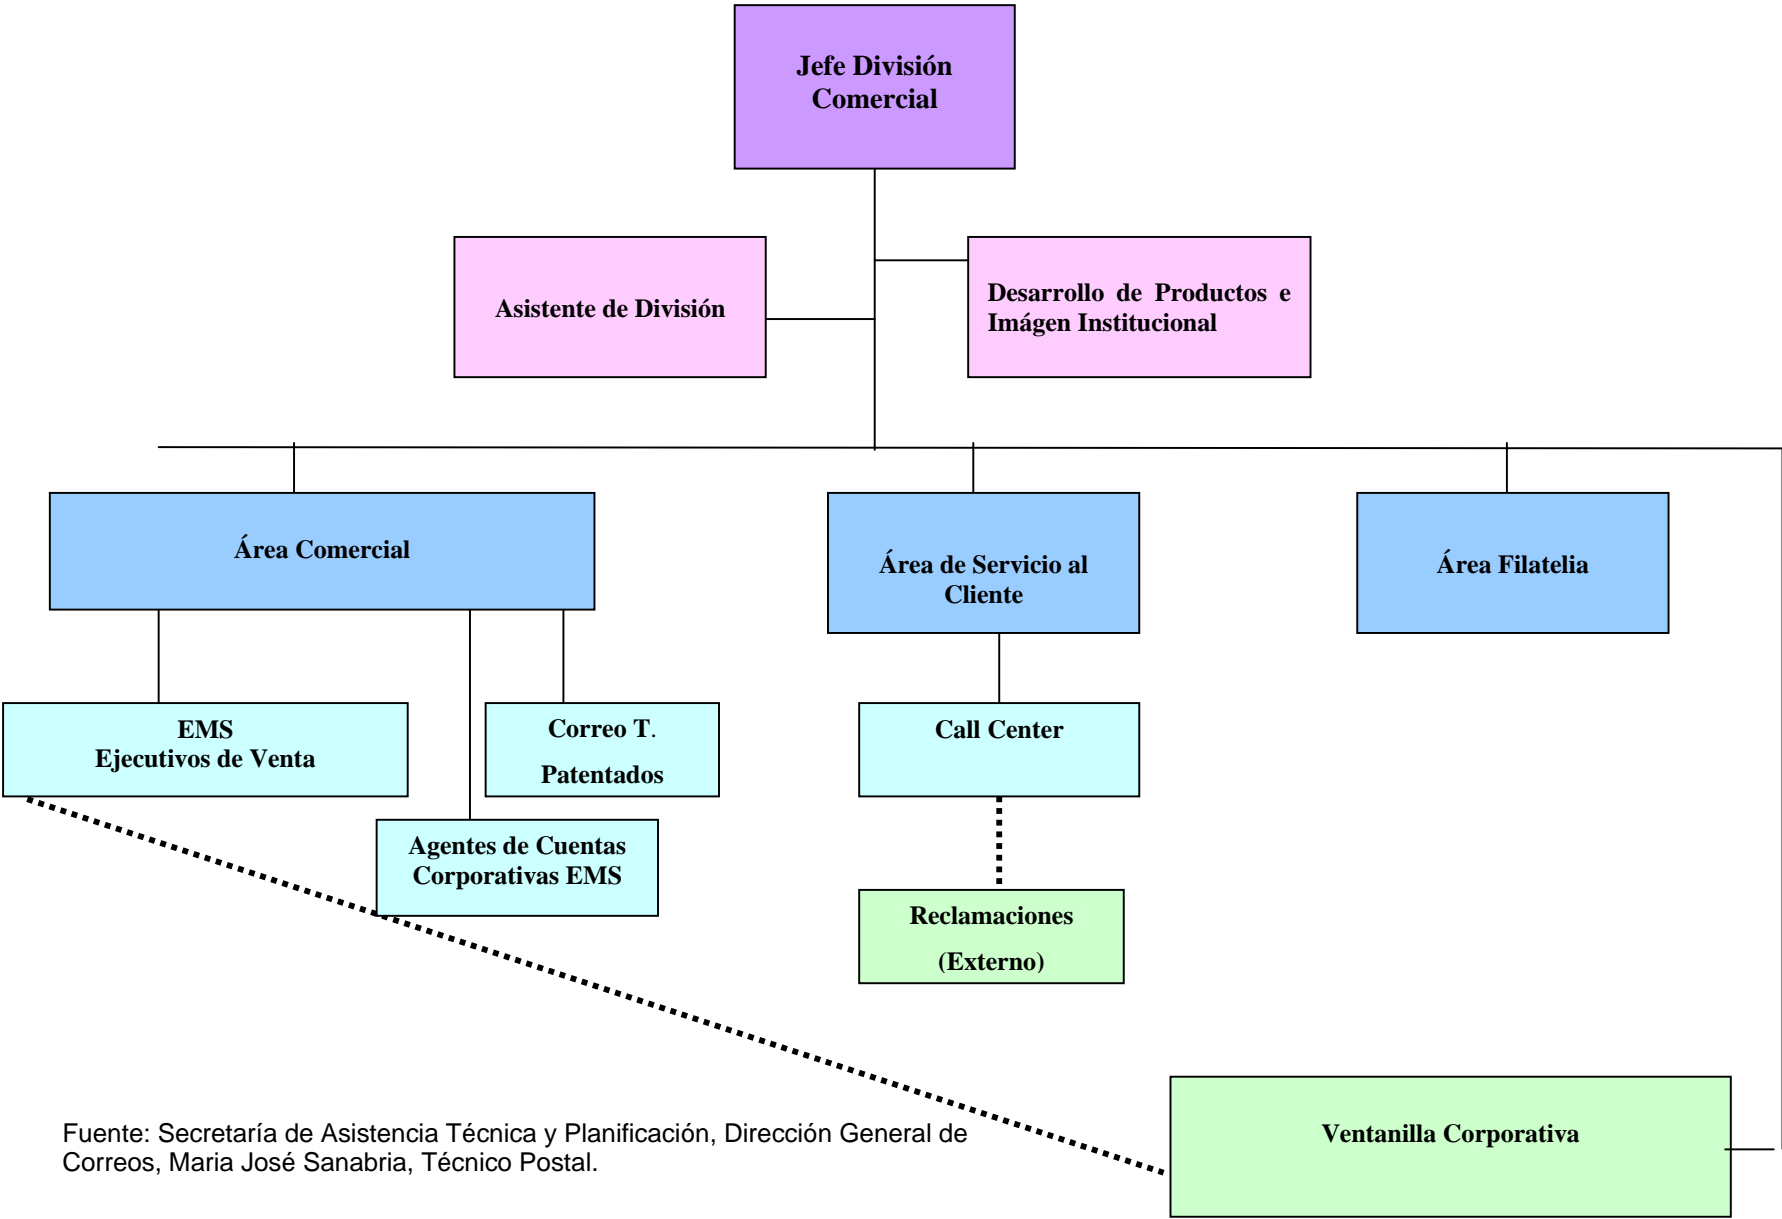 Jefe División
Comercial
Asistente de División
Desarrollo de Productos e
Imágen Institucional
Área Comercial
Área de Servicio al
Cliente
Área Filatelia
EMS
Ejecutivos de Venta
Correo T.
Patentados
Call Center
Agentes de Cuentas
Corporativas EMS
Reclamaciones
(Externo)
Ventanilla Corporativa
Fuente: Secretaría de Asistencia Técnica y Planificación, Dirección General de
Correos, Maria José Sanabria, Técnico Postal.